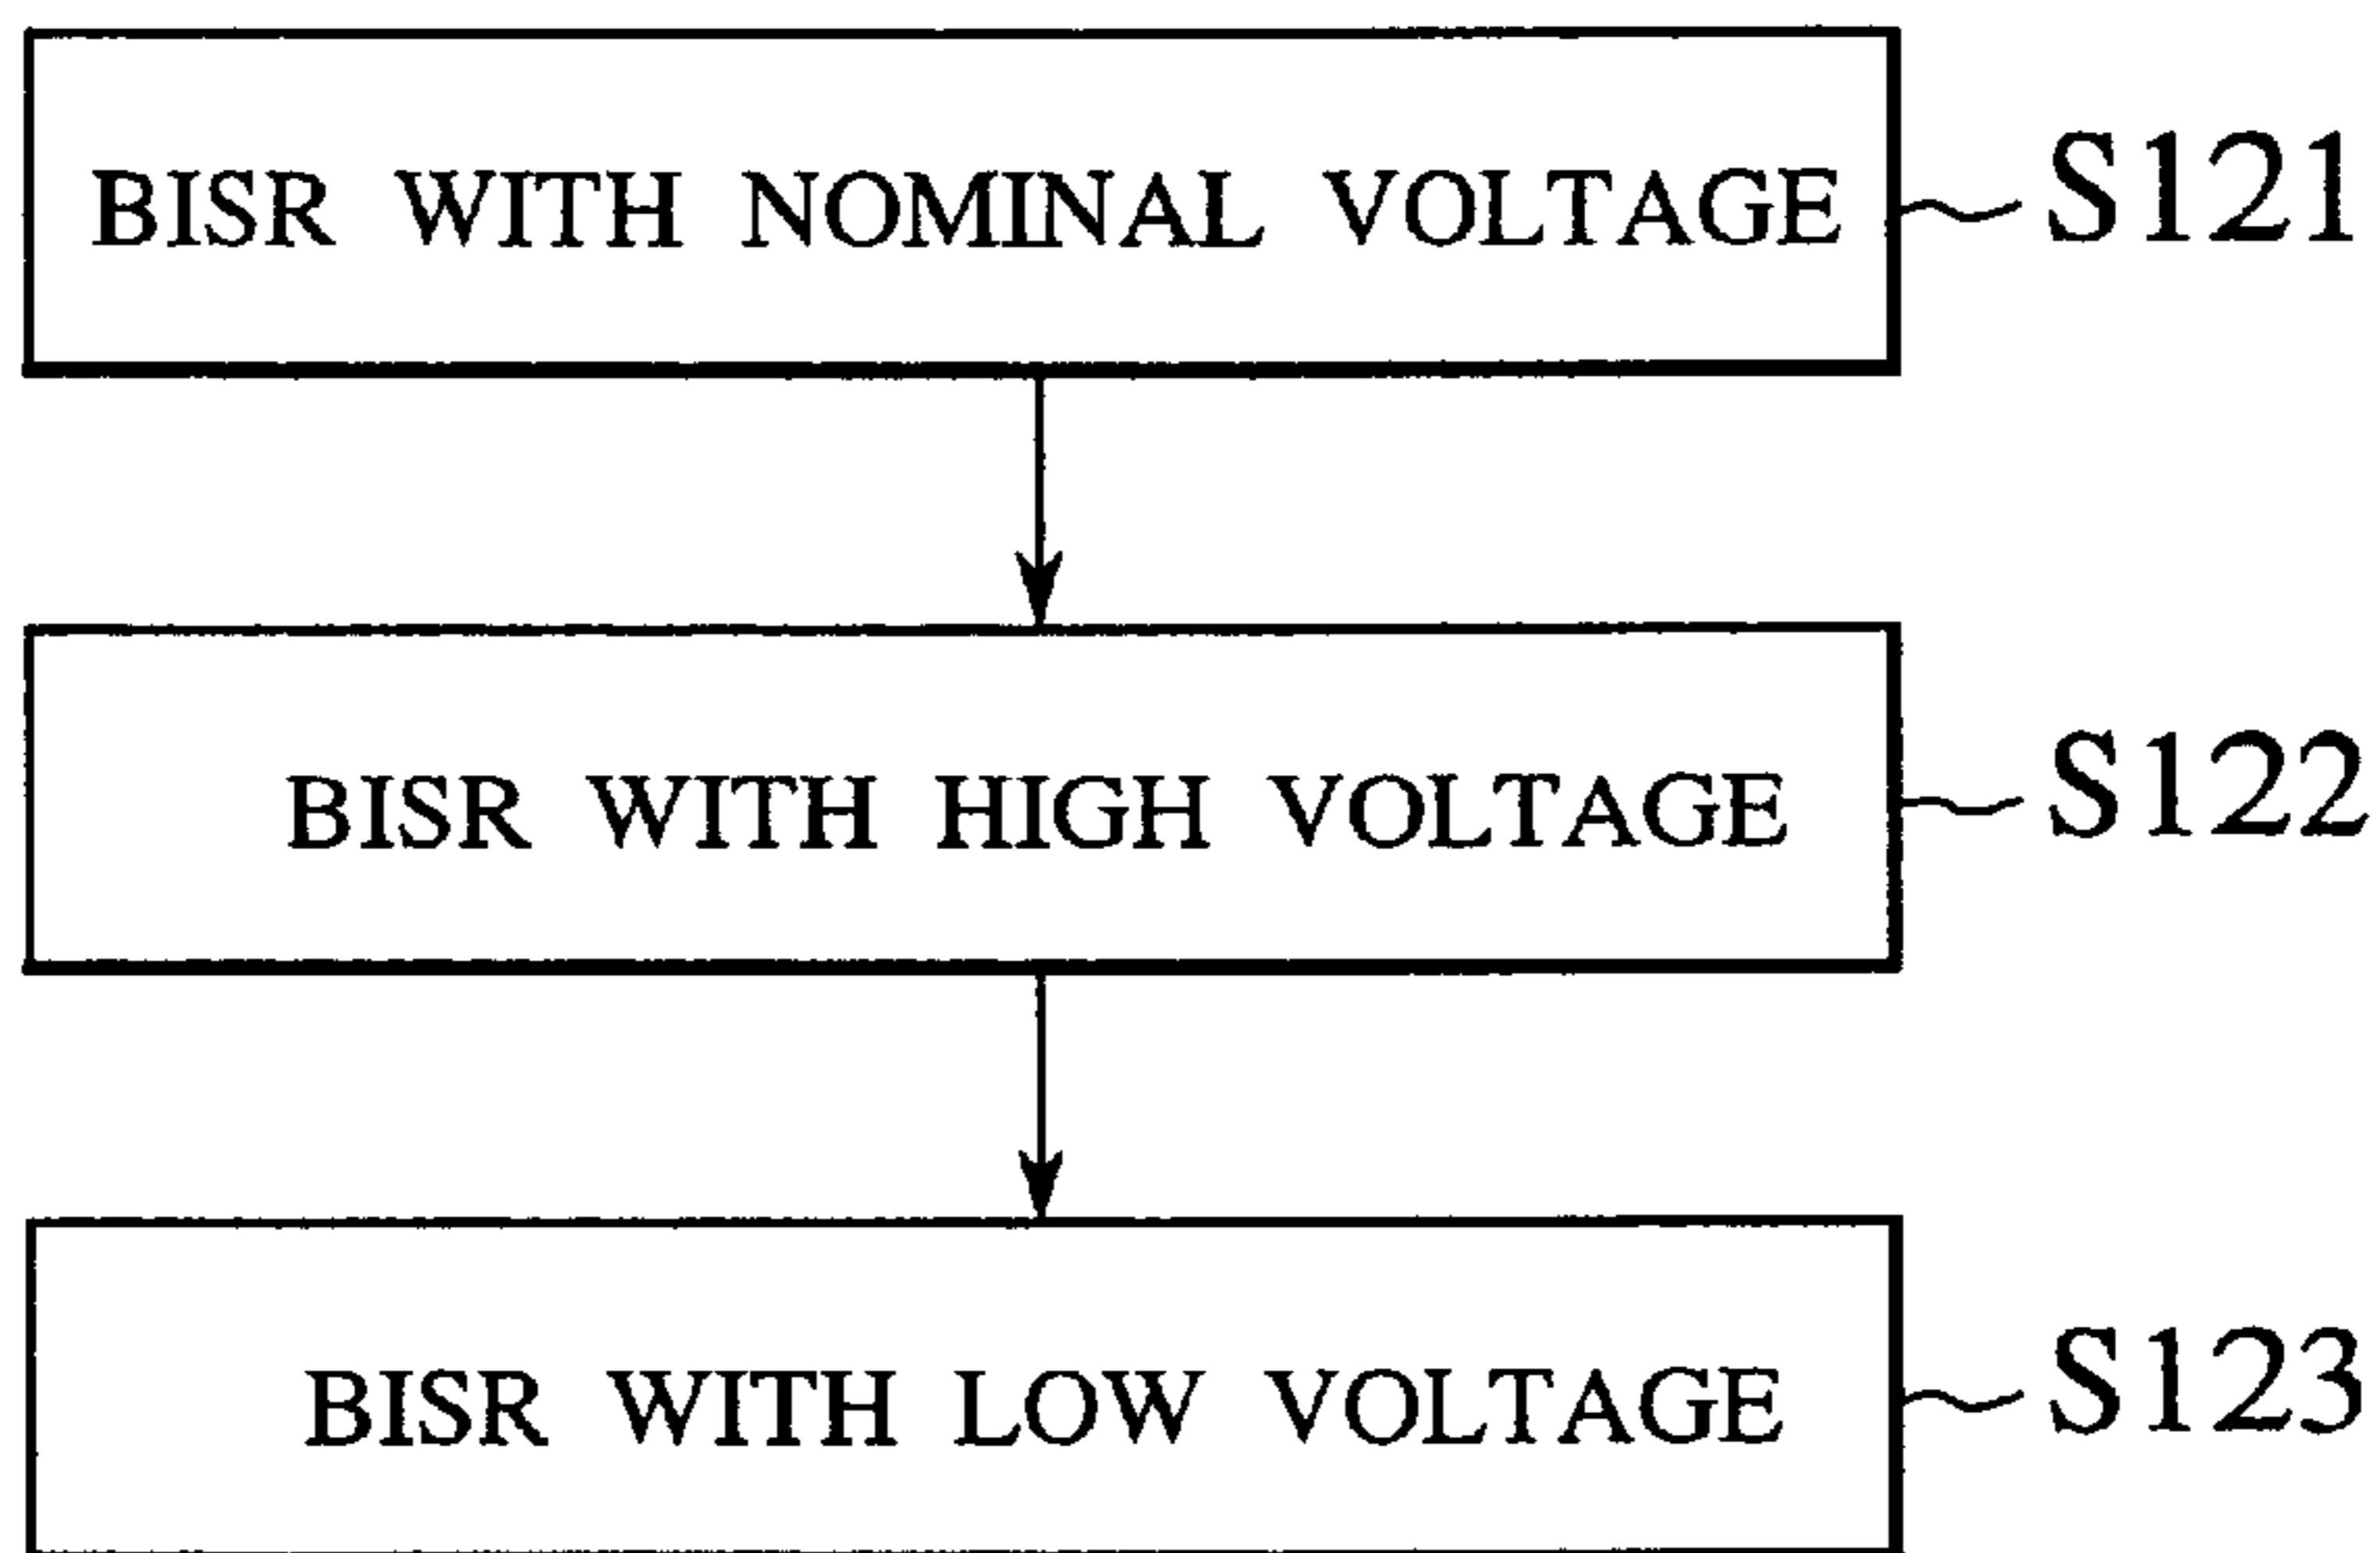 BISR WITH NOMINAL VOLTAGE S121
BISR WITH HIGH VOLTAGE S122
BISR WITH LOW VOLTAGE S123